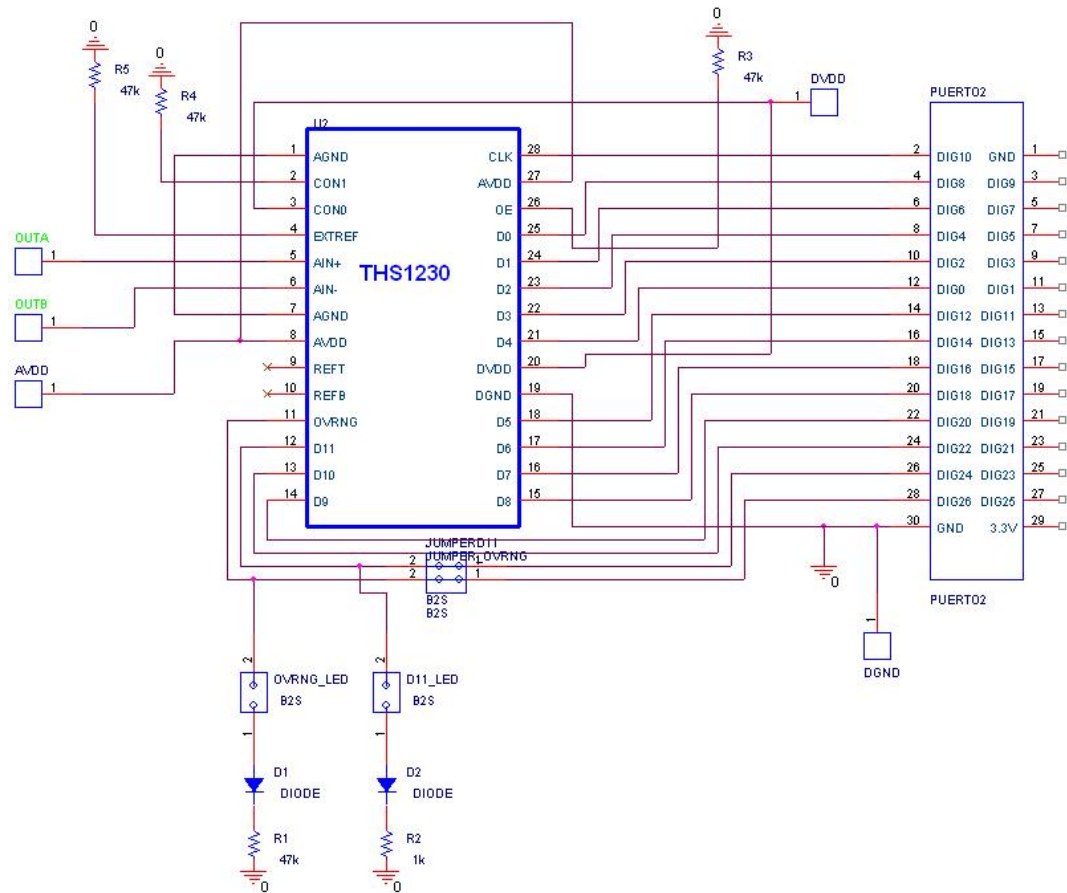 0
0
0
R5
47k
R4
47k
R3
47k
DVDD
1
PUERTO2
U2
1 AGND CLK 28
2 CON1 AVDD 27
3 CON0 OE 26
4 EXTREF D0 25
5 AIN+ D1 24
6 AIN- D2 23
7 AGND D3 22
8 AVDD D4 21
9 REFT DVDD 20
10 REFB DGND 19
11 OVRNG D5 18
12 D11 D6 17
13 D10 D7 16
14 D9 D8 15
THS1230
OUTA
1
OUTB
1
AVDD
1
2 DIG10 GND 1
4 DIG8 DIG9 3
6 DIG6 DIG7 5
8 DIG4 DIG5 7
10 DIG2 DIG3 9
12 DIG0 DIG1 11
14 DIG12 DIG11 13
16 DIG14 DIG13 15
18 DIG16 DIG15 17
20 DIG18 DIG17 19
22 DIG20 DIG19 21
24 DIG22 DIG21 23
26 DIG24 DIG23 25
28 DIG26 DIG25 27
30 GND 3.3V 29
PUERTO2
JUMPERD11
JUMPER_OVRNG
2 1
2 1
B2S
B2S
0
1
DGND
2
OVRNG_LED
B2S
1
2
D11_LED
B2S
1
D1
DIODE
D2
DIODE
R1
47k
R2
1k
0
0